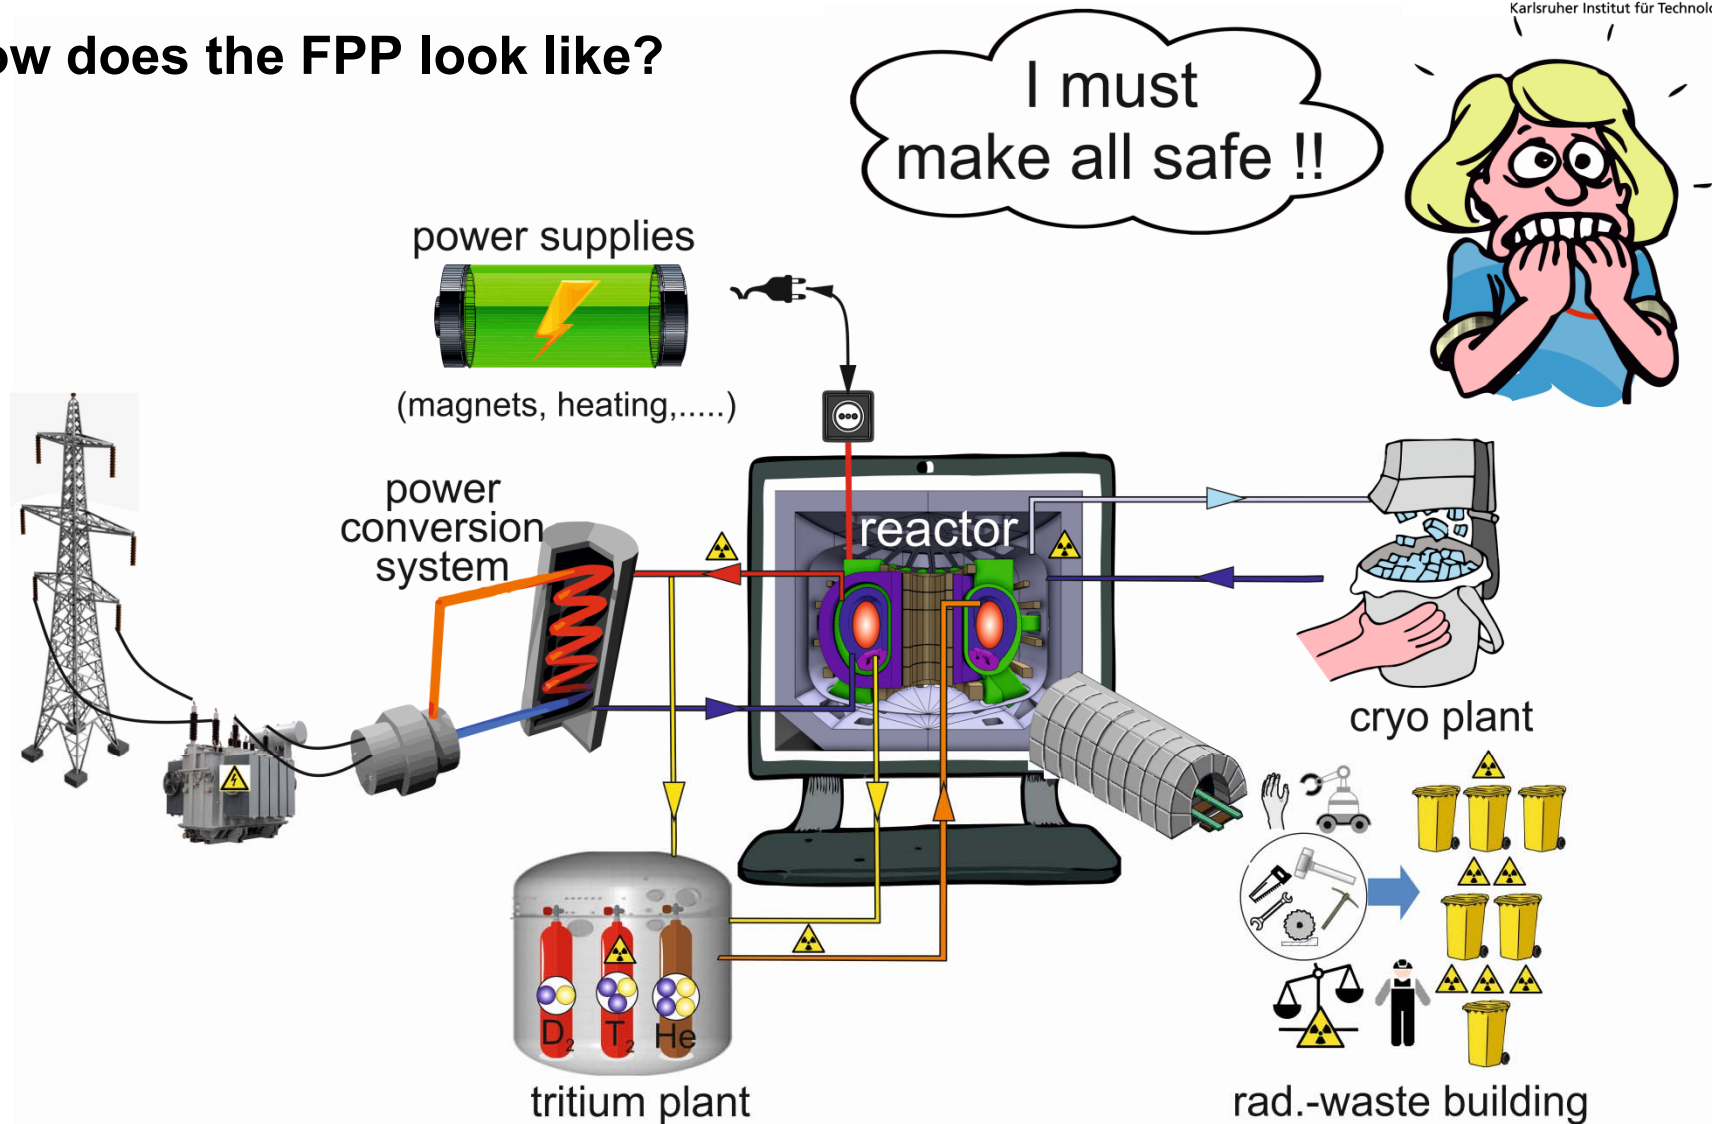 Karlsruher Institut für Technolo
ow does the FPP look like?
I must
make all safe !!
power supplies
(magnets, heating,.....)
power
conversion
system
reactor
cryo plant
D2
T2
He
tritium plant
rad.-waste building